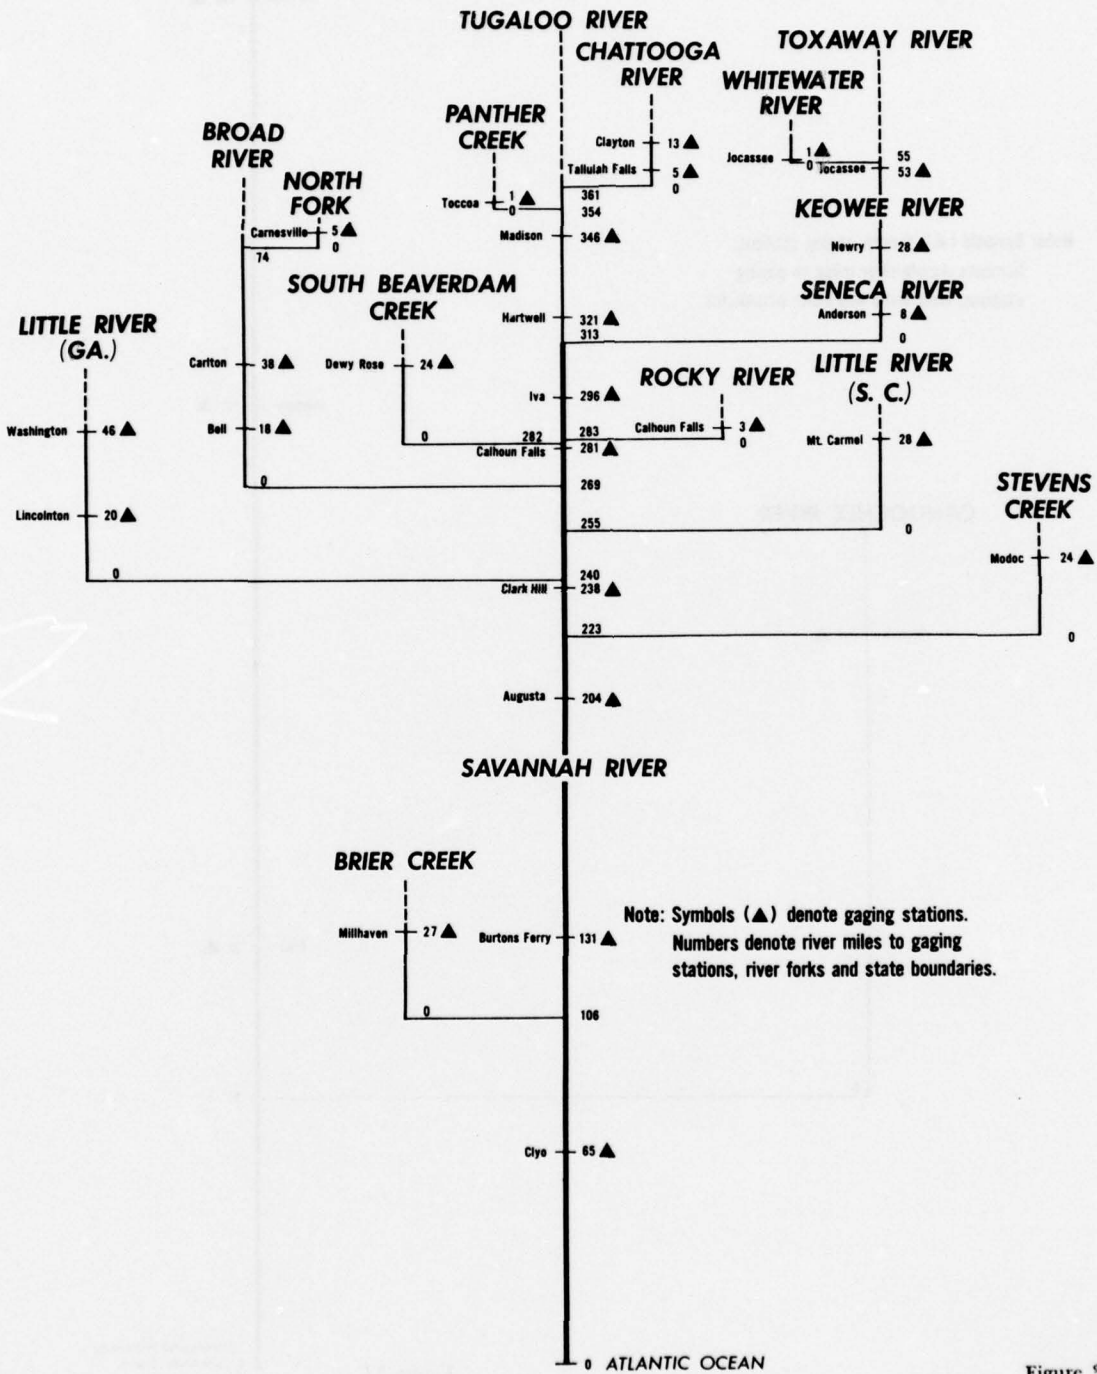 TUGALOO RIVER
CHATTOOGA
RIVER
TOXAWAY RIVER
WHITEWATER
RIVER
PANTHER
CREEK
BROAD
RIVER
NORTH
FORK
Clayton 13 ▲
Tallulah Falls 5 ▲
0
Jocassee 1 ▲
0
55
Jocassee 53 ▲
Toccoa 1 ▲
0
361
354
KEOWEE RIVER
Carnesville 5 ▲
0
74
Madison 346 ▲
Newry 28 ▲
SOUTH BEAVERDAM
CREEK
SENECA RIVER
Hartwell 321 ▲
313
Anderson 8 ▲
0
LITTLE RIVER
(GA.)
Carlton 38 ▲
Dewy Rose 24 ▲
0
ROCKY RIVER
LITTLE RIVER
(S. C.)
Iva 296 ▲
Washington 46 ▲
Bell 18 ▲
0
282
283
Calhoun Falls 281 ▲
Calhoun Falls 3 ▲
0
Mt. Carmel 28 ▲
0
269
STEVENS
CREEK
Lincolnton 20 ▲
0
255
Modoc 24 ▲
0
240
Clark Hill 238 ▲
223
Augusta 204 ▲
SAVANNAH RIVER
BRIER CREEK
Millhaven 27 ▲
0
Burtons Ferry 131 ▲
106
Note: Symbols (▲) denote gaging stations.
Numbers denote river miles to gaging
stations, river forks and state boundaries.
Clyo 65 ▲
0 ATLANTIC OCEAN
Figure